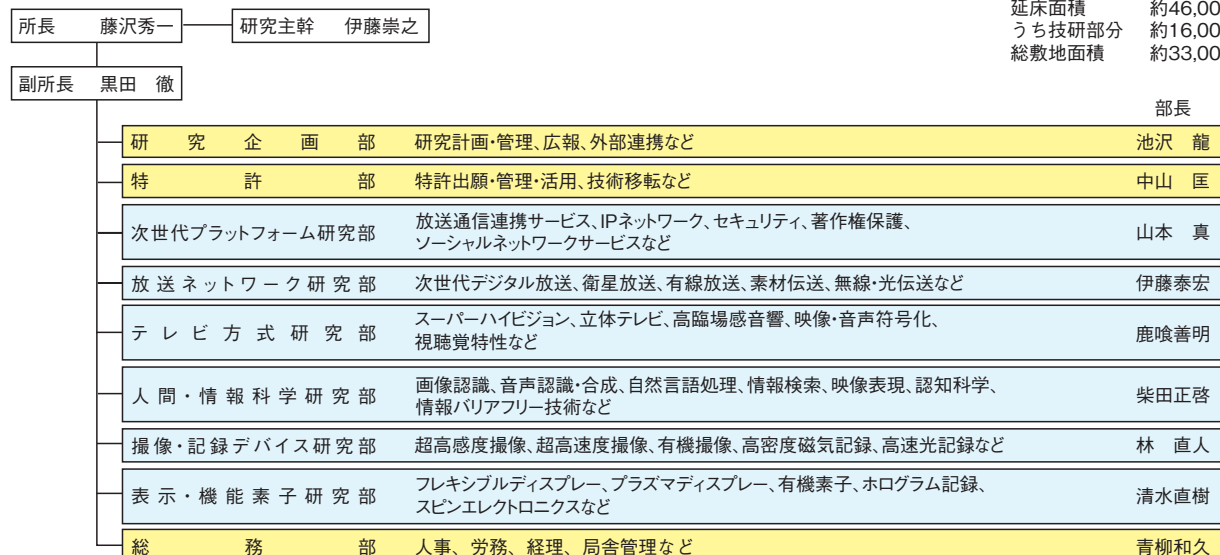 延床面積 約46,00
うち技研部分 約16,00
総敷地面積 約33,00
所長 藤沢秀一 研究主幹 伊藤崇之
副所長 黒田 徹
部長
研究企画部 研究計画・管理、広報、外部連携など 池沢 龍
特許部 特許出願・管理・活用、技術移転など 中山 匡
次世代プラットフォーム研究部 放送通信連携サービス、IPネットワーク、セキュリティ、著作権保護、
ソーシャルネットワークサービスなど 山本 真
放送ネットワーク研究部 次世代デジタル放送、衛星放送、有線放送、素材伝送、無線・光伝送など 伊藤泰宏
テレビ方式研究部 スーパーハイビジョン、立体テレビ、高臨場感音響、映像・音声符号化、
視聴覚特性など 鹿喰善明
人間・情報科学研究部 画像認識、音声認識・合成、自然言語処理、情報検索、映像表現、認知科学、
情報バリアフリー技術など 柴田正啓
撮像・記録デバイス研究部 超高感度撮像、超高速度撮像、有機撮像、高密度磁気記録、高速光記録など 林 直人
表示・機能素子研究部 フレキシブルディスプレー、プラズマディスプレー、有機素子、ホログラム記録、
スピンエレクトロニクスなど 清水直樹
総務部 人事、労務、経理、局舎管理など 青柳和久